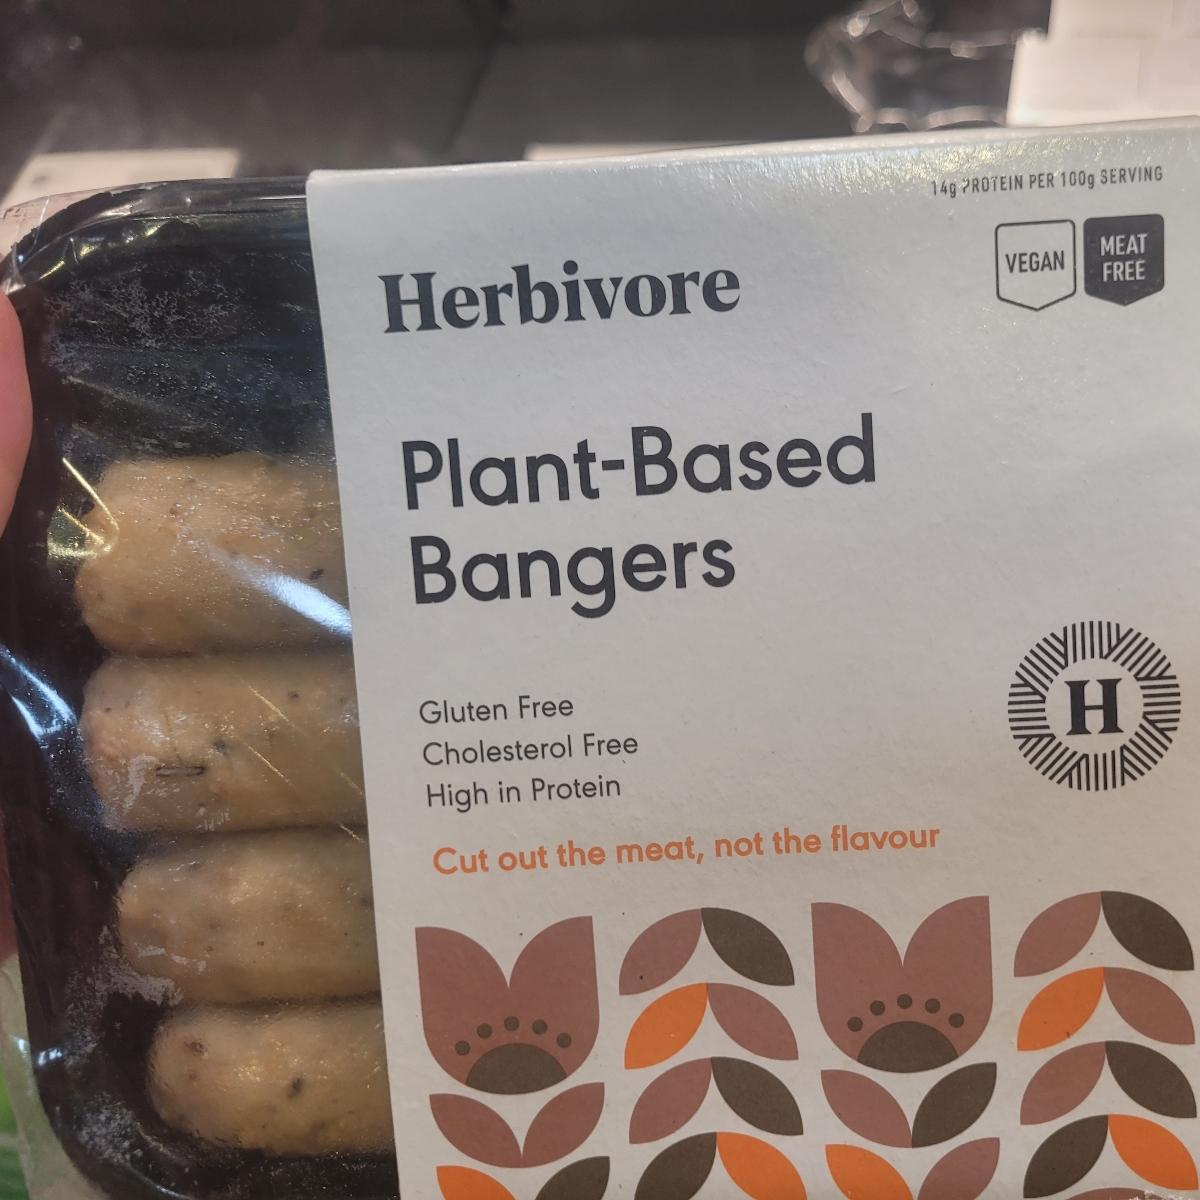 14g PROTEIN PER 100g SERVING
VEGAN
MEAT
FREE
Herbivore
Plant-Based
Bangers
Gluten Free
Cholesterol Free
High in Protein
H
Cut out the meat, not the flavour